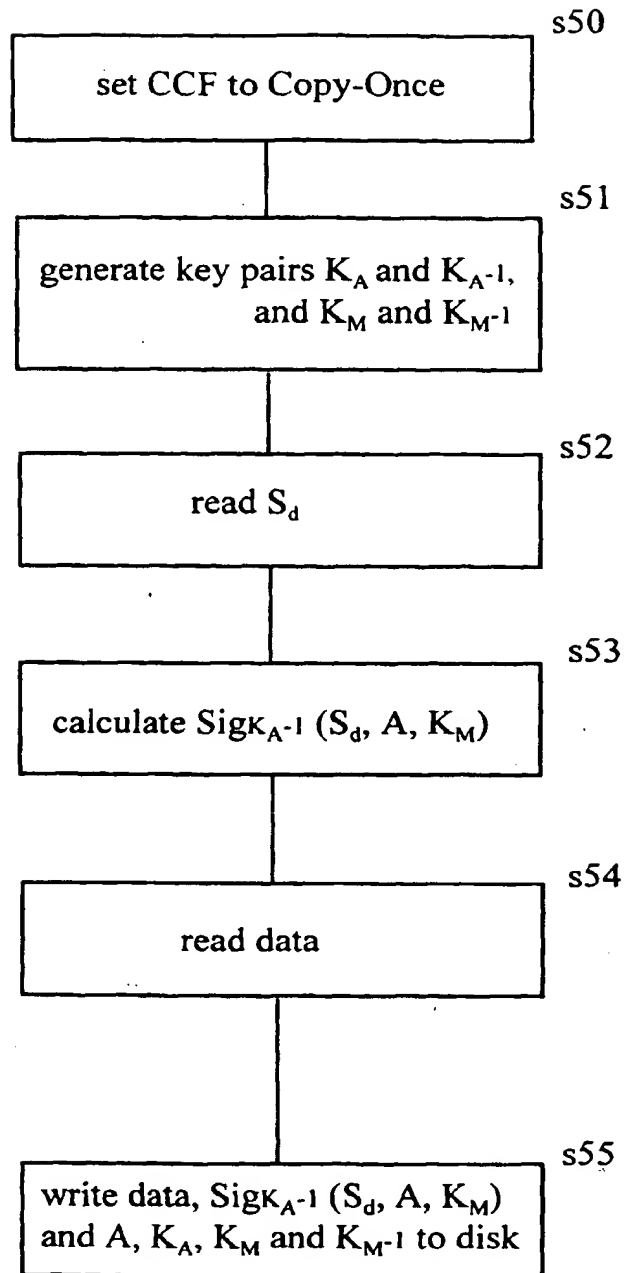 s50
set CCF to Copy-Once
s51
generate key pairs K_A and K_A-1,
and K_M and K_M-1
s52
read S_d
s53
calculate SigK_A-1 (S_d, A, K_M)
s54
read data
s55
write data, SigK_A-1 (S_d, A, K_M)
and A, K_A, K_M and K_M-1 to disk